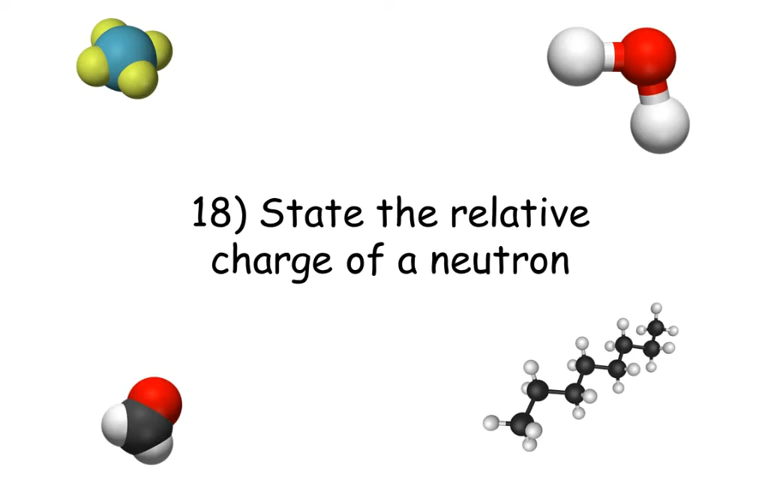 18) State the relative
charge of a neutron